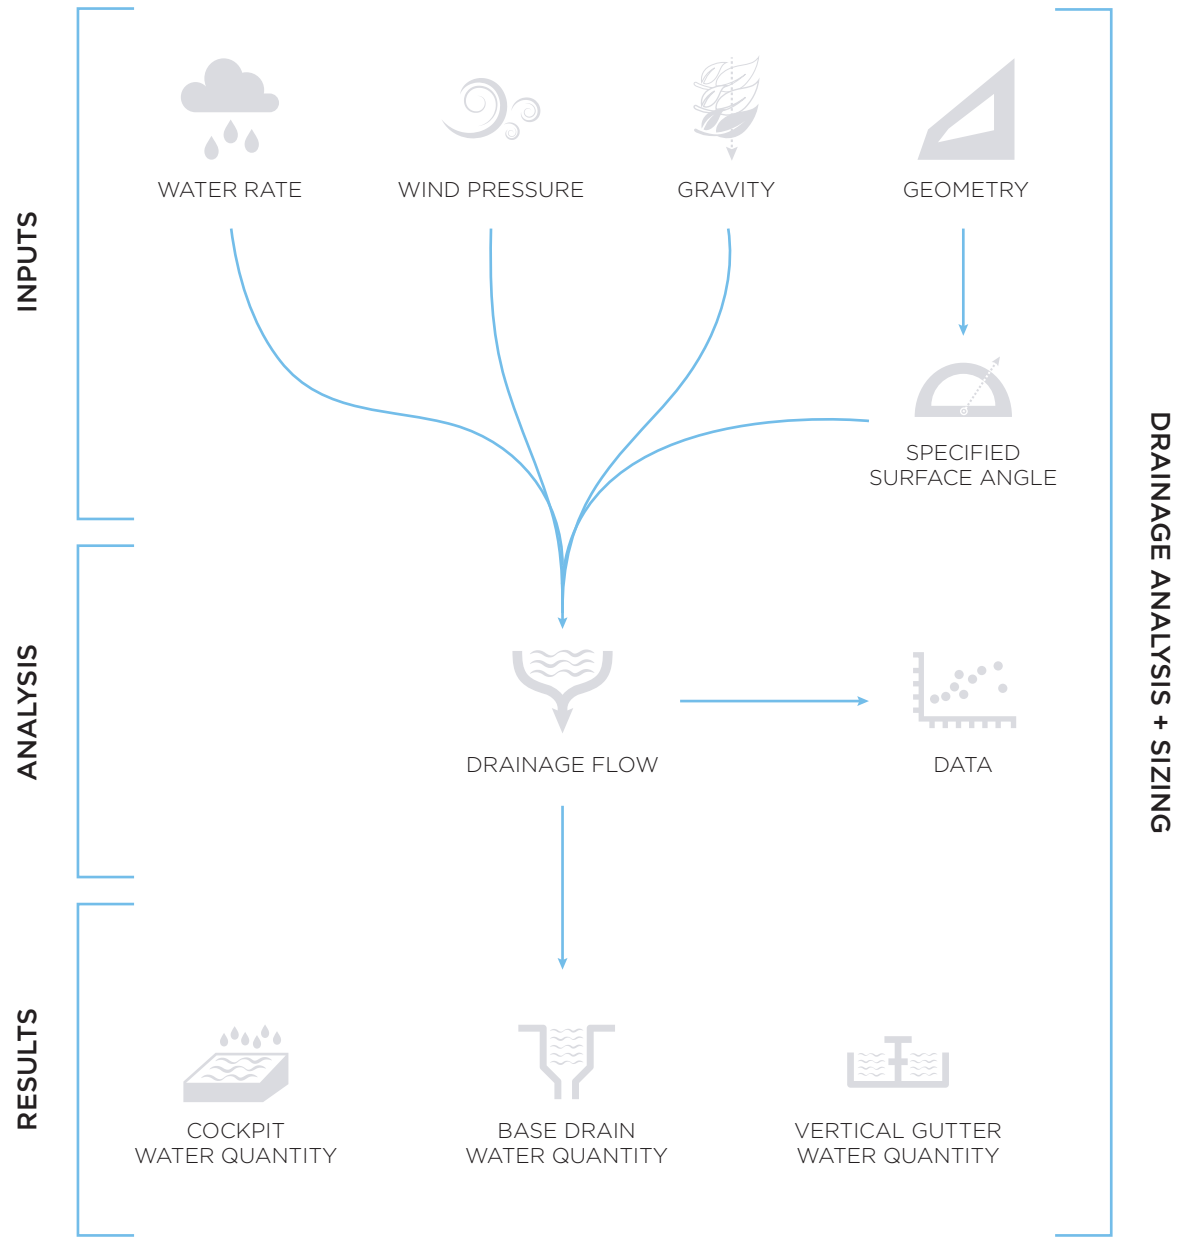 INPUTS
WATER RATE
WIND PRESSURE
GRAVITY
GEOMETRY
SPECIFIED
SURFACE ANGLE
ANALYSIS
DRAINAGE FLOW
DATA
RESULTS
COCKPIT
WATER QUANTITY
BASE DRAIN
WATER QUANTITY
VERTICAL GUTTER
WATER QUANTITY
DRAINAGE ANALYSIS + SIZING